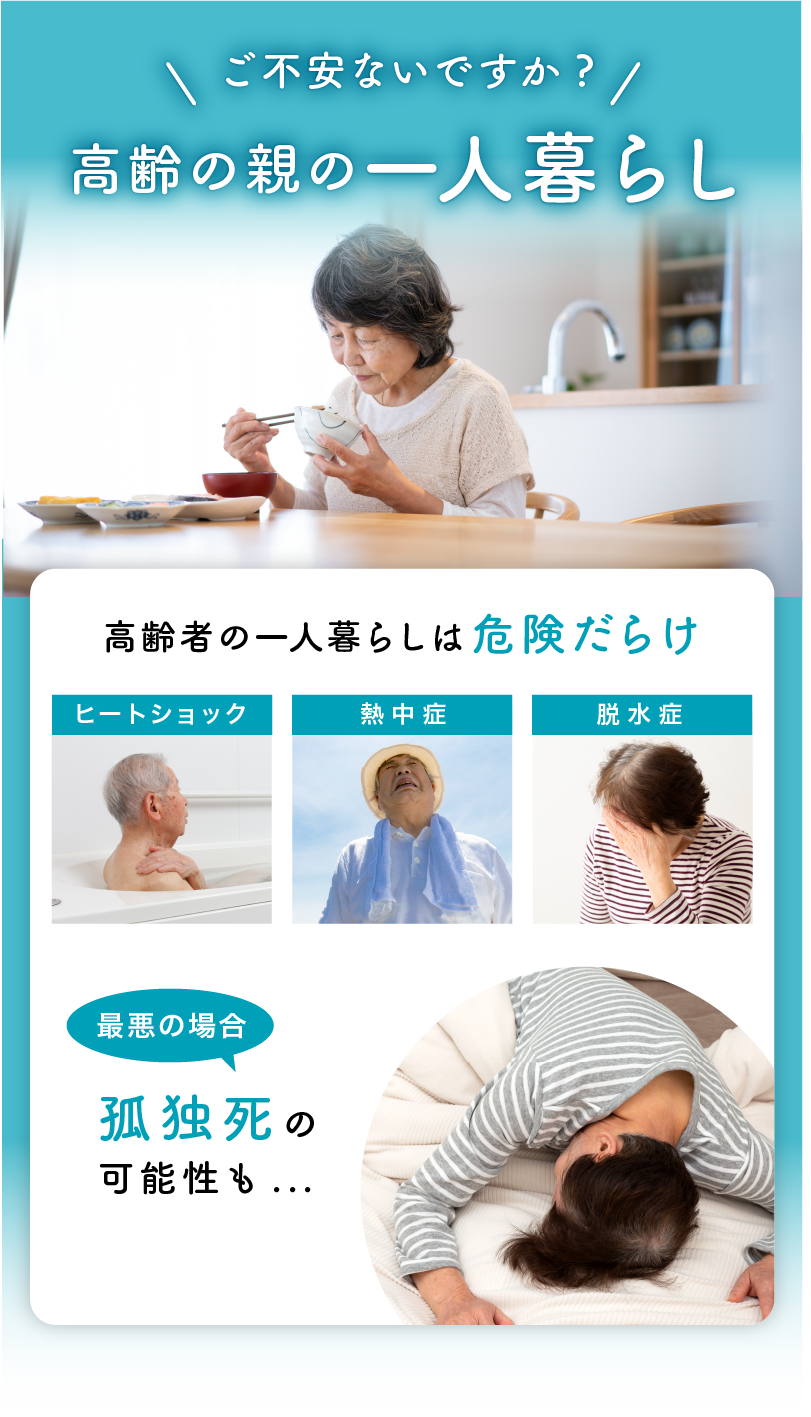 ご不安ないですか？
高齢の親の一人暮らし
高齢者の一人暮らしは危険だらけ
ヒートショック
熱中症
脱水症
最悪の場合
孤独死の
可能性も...